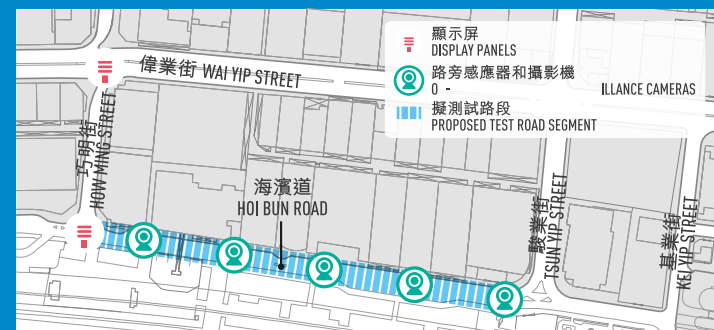 顯示屏
DISPLAY PANELS
路旁感應器和攝影機
0 - ILLANCE CAMERAS
擬測試路段
PROPOSED TEST ROAD SEGMENT
偉業街 WAI YIP STREET
巧明街
HOW MING STREET
海濱道
HOI BUN ROAD
駿業街
TSUN YIP STREET
基業街
KEI YIP STREET